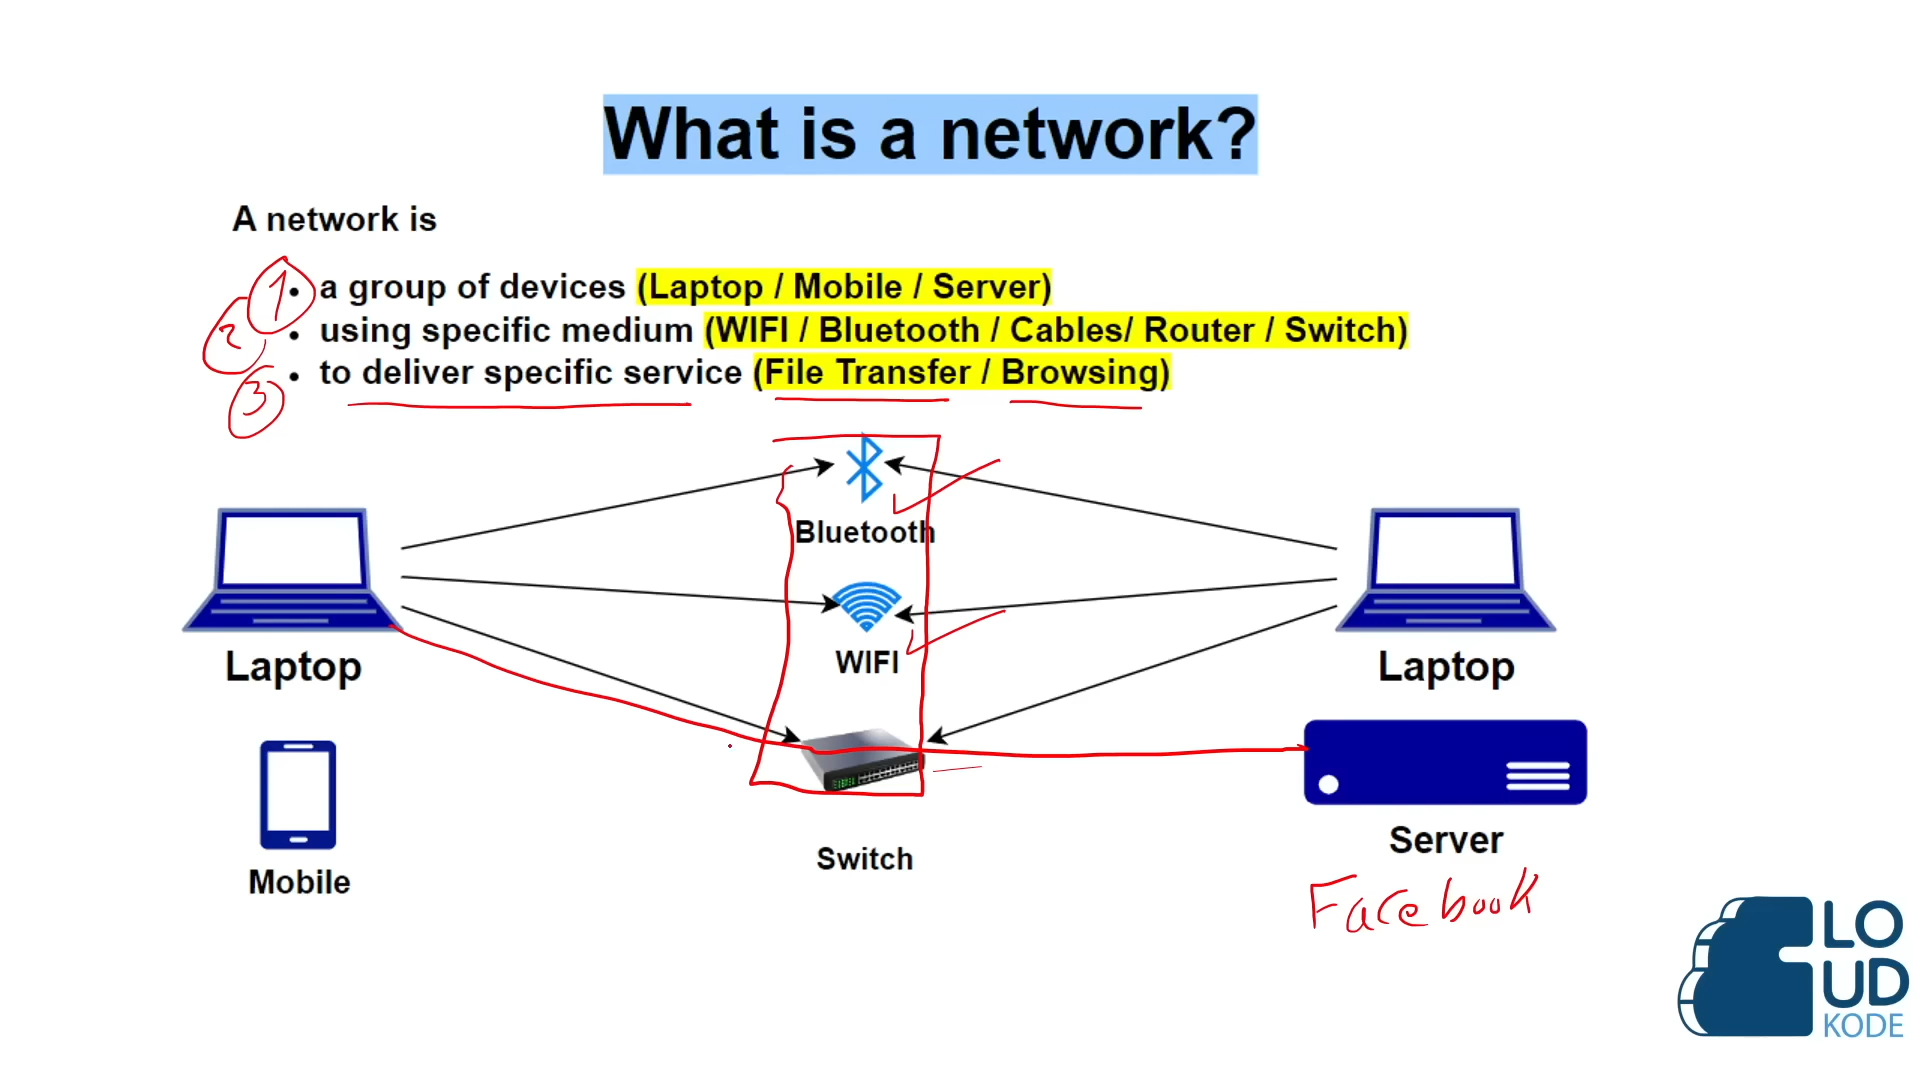 What is a network?
A network is
1 • a group of devices (Laptop / Mobile / Server)
2 • using specific medium (WIFI / Bluetooth / Cables/ Router / Switch)
3 • to deliver specific service (File Transfer / Browsing)
Bluetooth
WIFI
Laptop
Laptop
Switch
Server
Mobile
Facebook
CLOUD
KODE